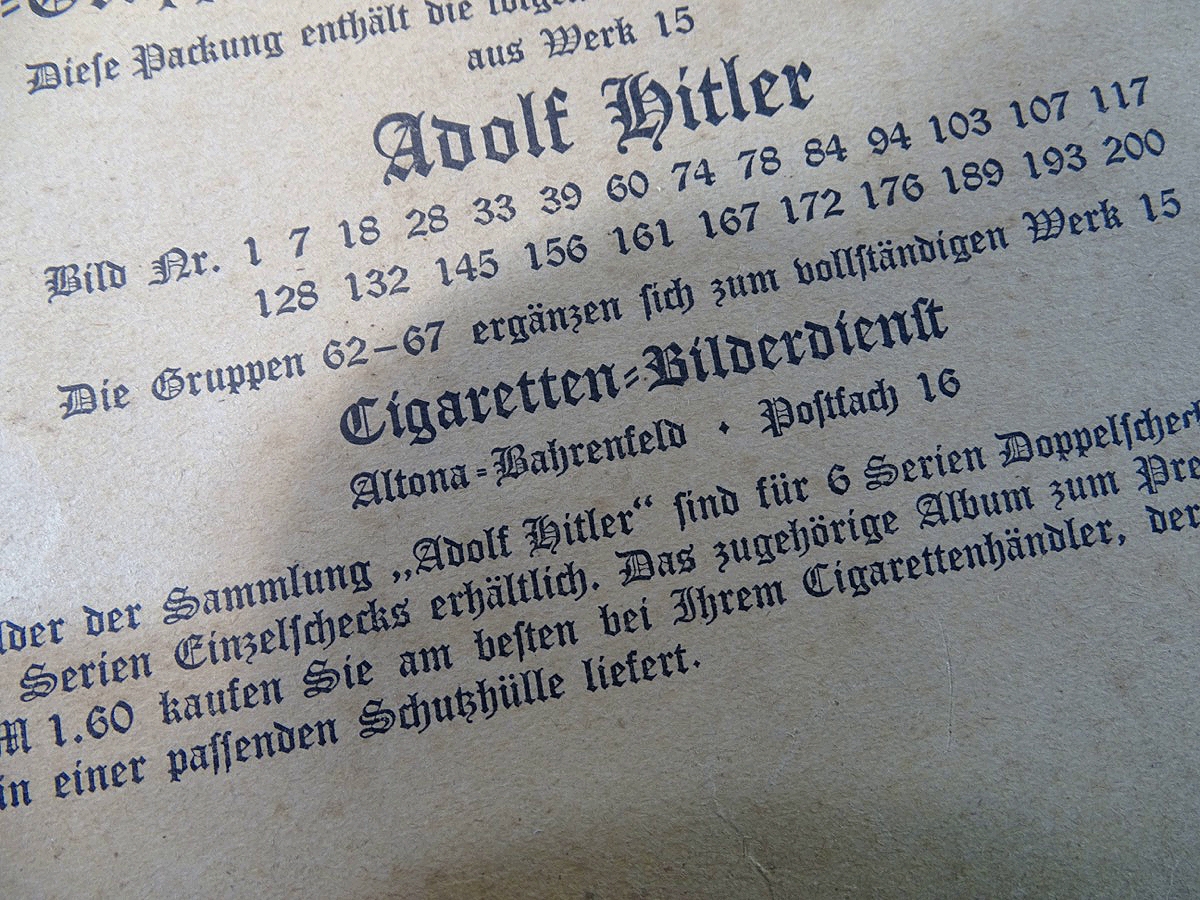 Diese Packung enthält die folgen
aus Werk 15
Adolf Hitler
Bild Nr. 1 7 18 28 33 39 60 74 78 84 94 103 107 117
128 132 145 156 161 167 172 176 189 193 200
Die Gruppen 62–67 ergänzen sich zum vollständigen Werk 15
Cigaretten=Bilderdienst
Altona=Bahrenfeld · Postfach 16
lder der Sammlung „Adolf Hitler“ sind für 6 Serien Doppelscheck
Serien Einzelschecks erhältlich. Das zugehörige Album zum Pre
M 1.60 kaufen Sie am besten bei Ihrem Cigarettenhändler, der
in einer passenden Schutzhülle liefert.